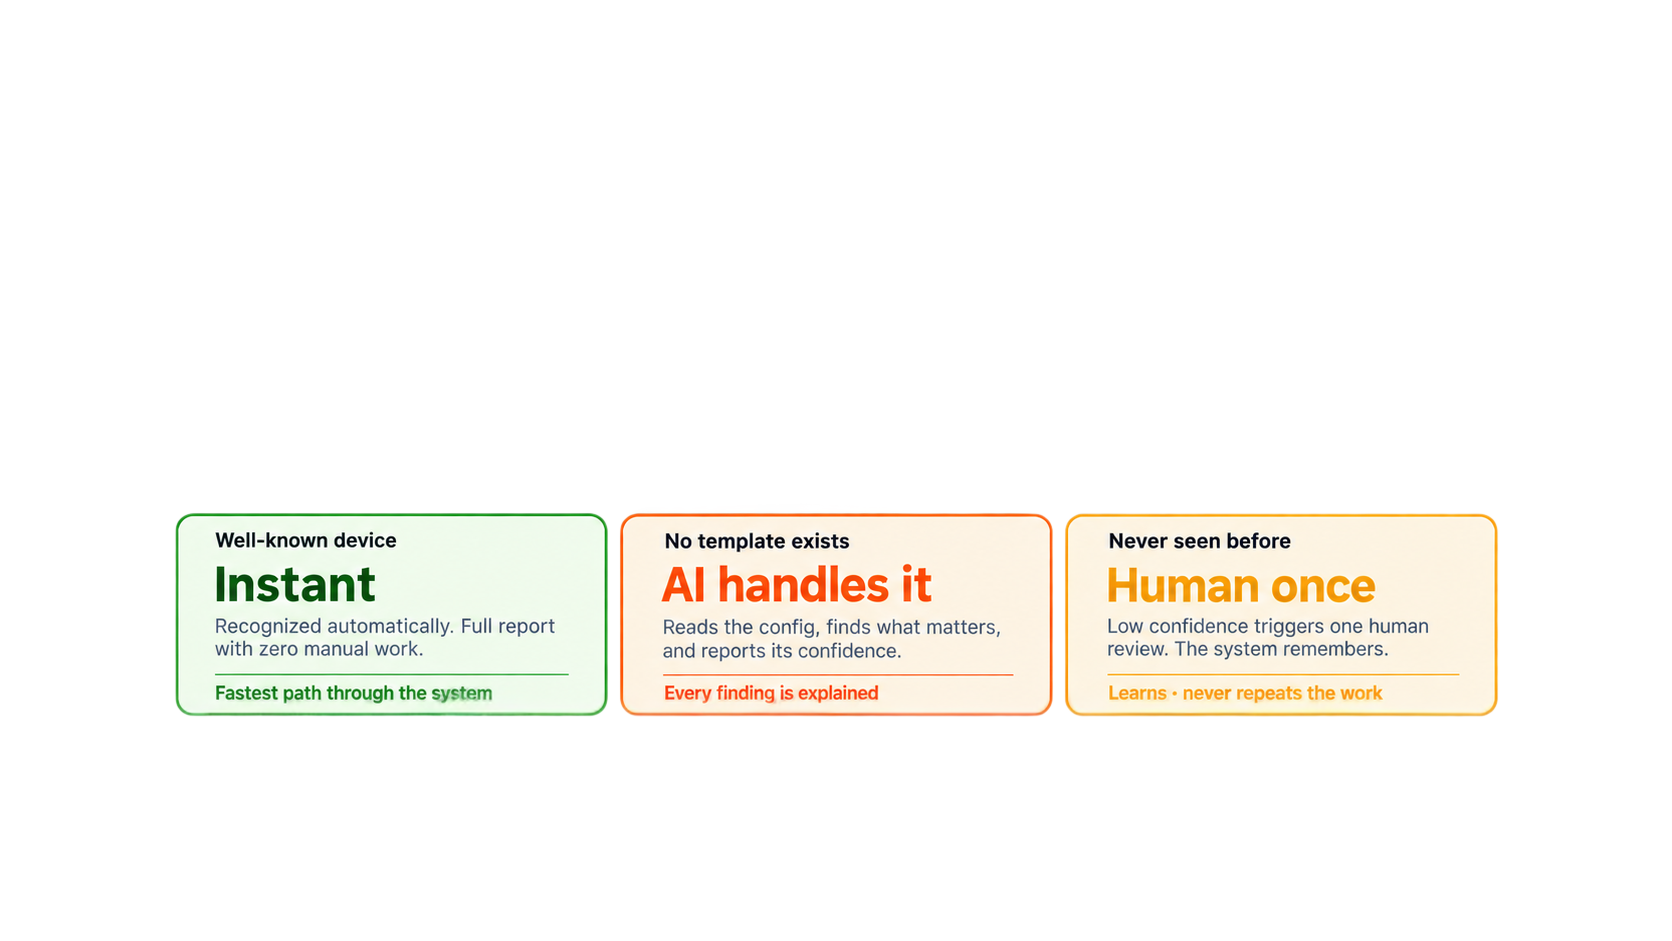 Well-known device
Instant
Recognized automatically. Full report
with zero manual work.
Fastest path through the system
No template exists
AI handles it
Reads the config, finds what matters,
and reports its confidence.
Every finding is explained
Never seen before
Human once
Low confidence triggers one human
review. The system remembers.
Learns • never repeats the work